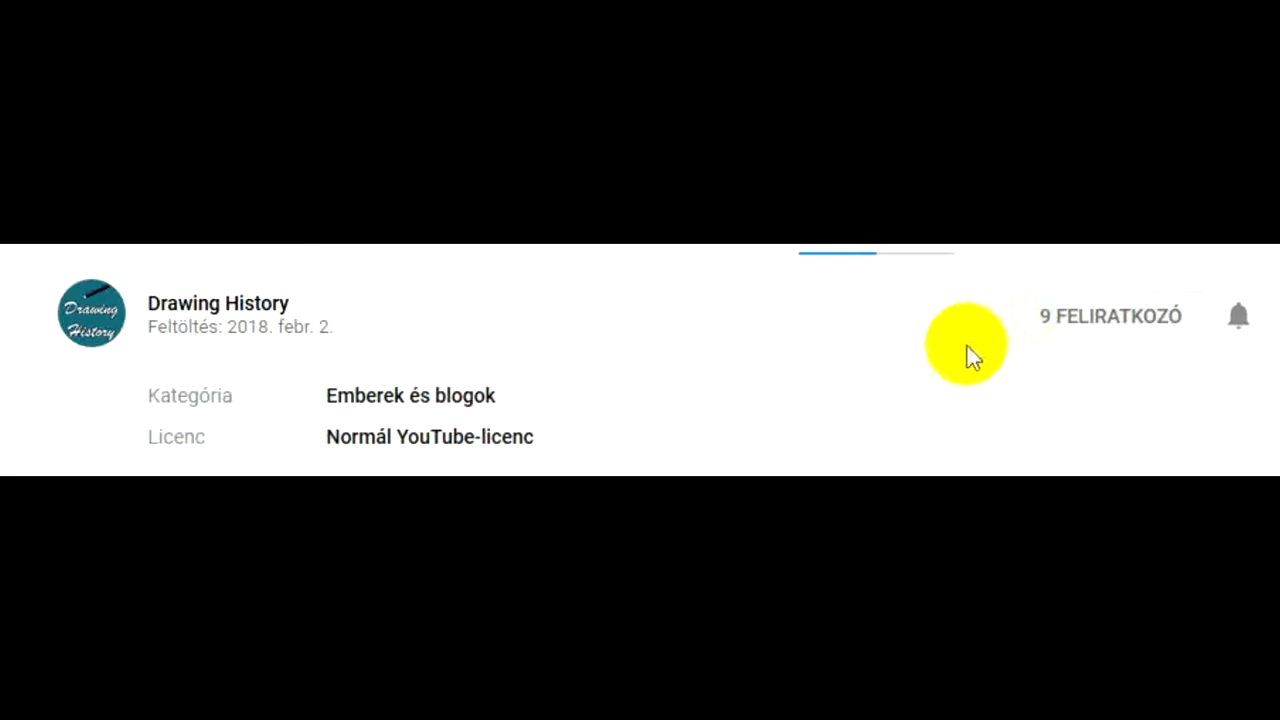 Drawing
History
Drawing History
Feltöltés: 2018. febr. 2.
9 FELIRATKOZÓ
Kategória Emberek és blogok
Licenc Normál YouTube-licenc